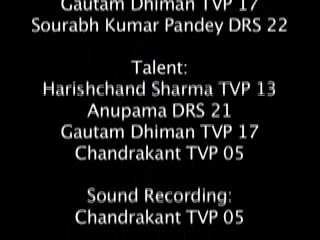 Gautam Dhiman TVP 17
Sourabh Kumar Pandey DRS 22
Talent:
Harishchand Sharma TVP 13
Anupama DRS 21
Gautam Dhiman TVP 17
Chandrakant TVP 05
Sound Recording:
Chandrakant TVP 05